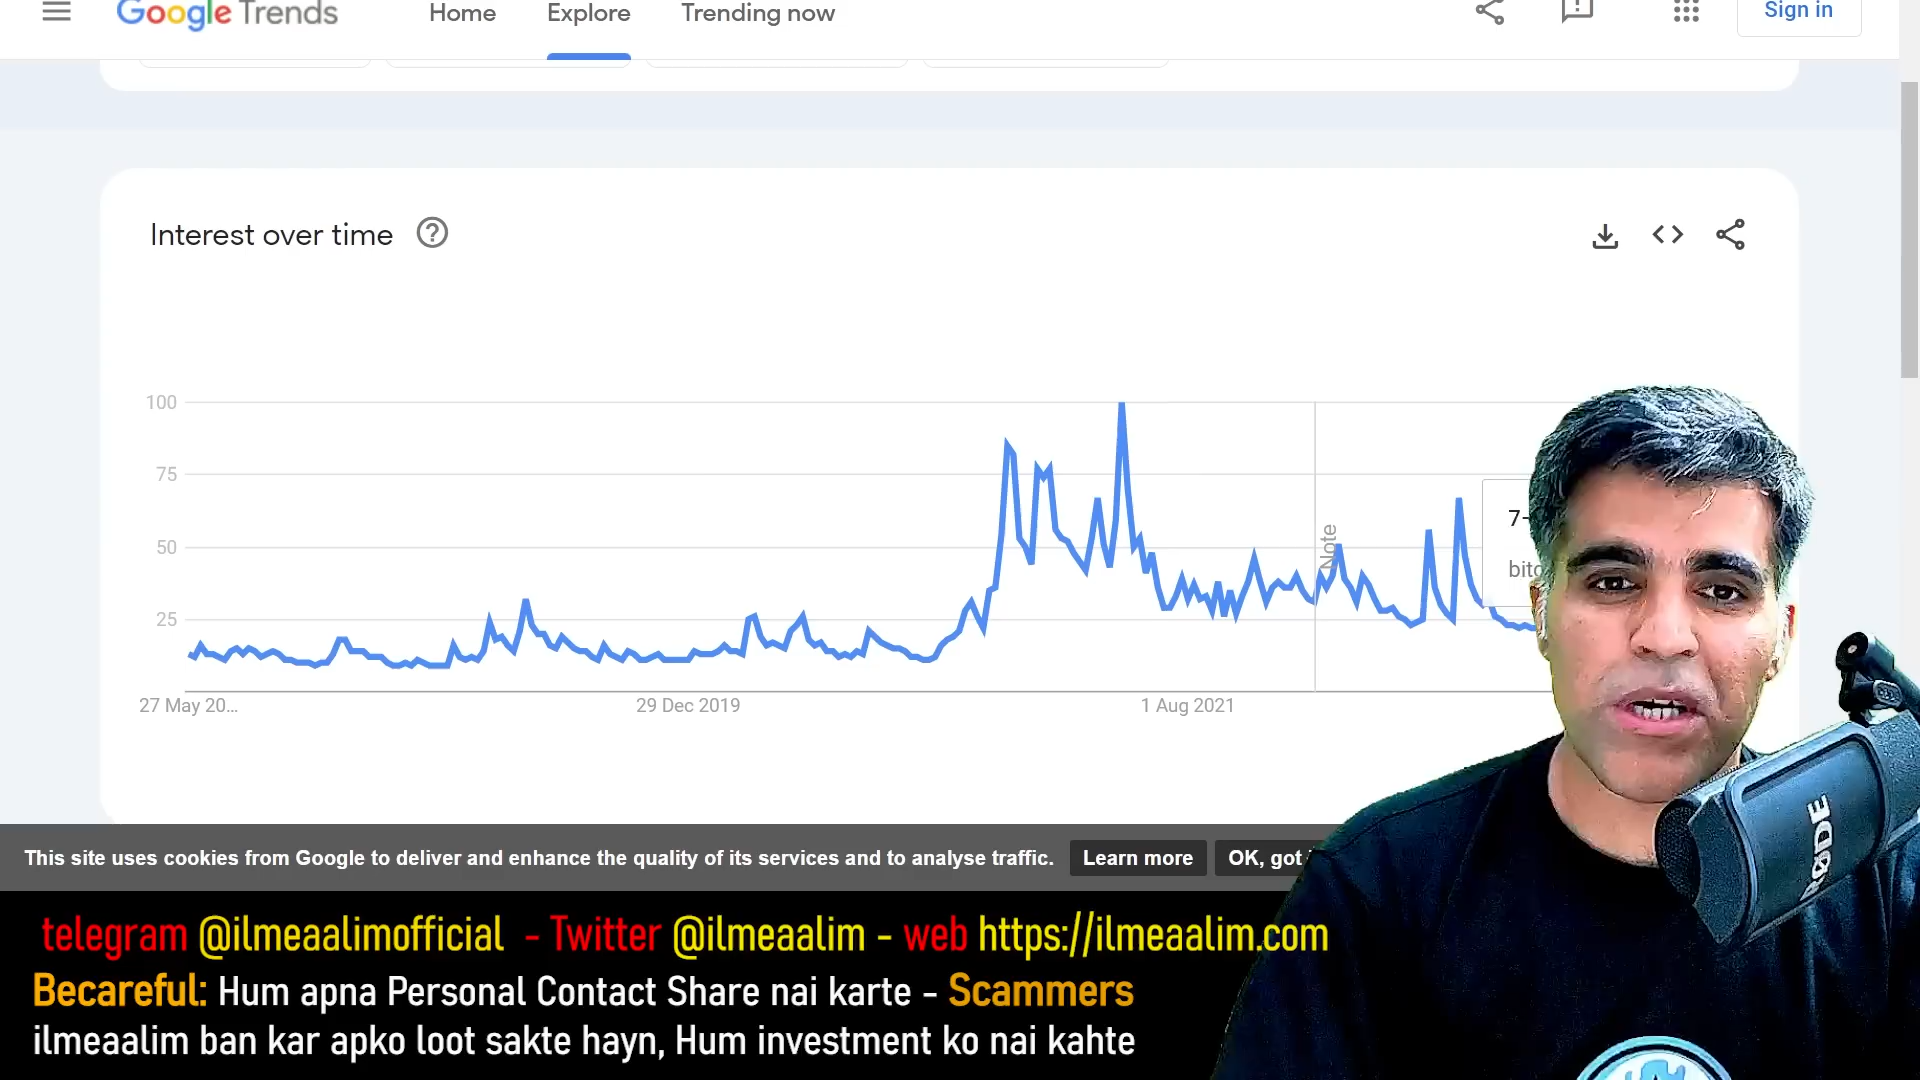 Google Trends
Home
Explore
Trending now
Sign in
Interest over time
100
75
50
25
Note
7-
bitc
27 May 20...
29 Dec 2019
1 Aug 2021
This site uses cookies from Google to deliver and enhance the quality of its services and to analyse traffic.
Learn more
OK, got
RØDE
telegram @ilmeaalimofficial - Twitter @ilmeaalim - web https://ilmeaalim.com
Becareful: Hum apna Personal Contact Share nai karte - Scammers
ilmeaalim ban kar apko loot sakte hayn, Hum investment ko nai kahte